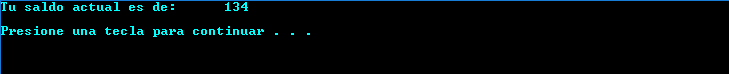 Tu saldo actual es de:      134
Presione una tecla para continuar . . .